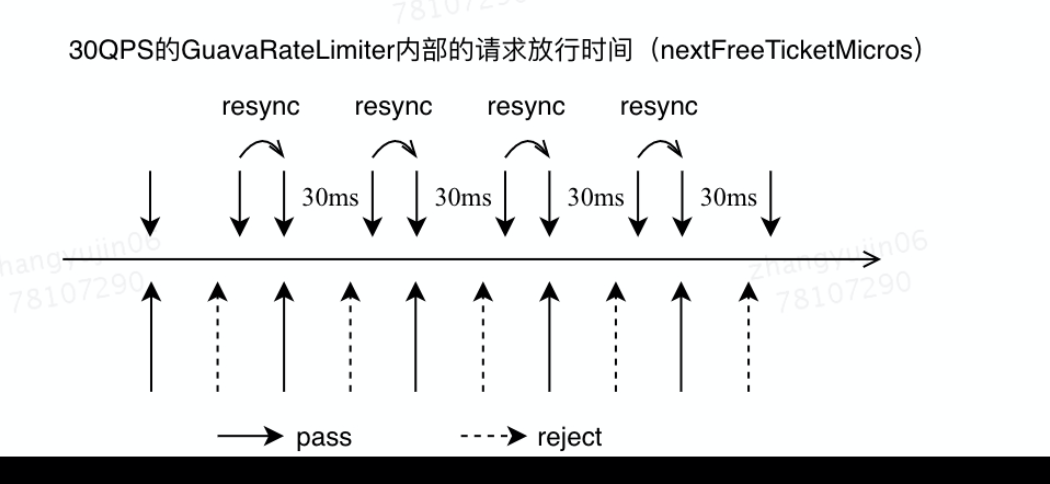 78107290
30QPS的GuavaRateLimiter内部的请求放行时间（nextFreeTicketMicros）
resync resync resync resync
30ms 30ms 30ms 30ms
zhangyujin06 zhangyujin06
78107290 78107290
pass reject